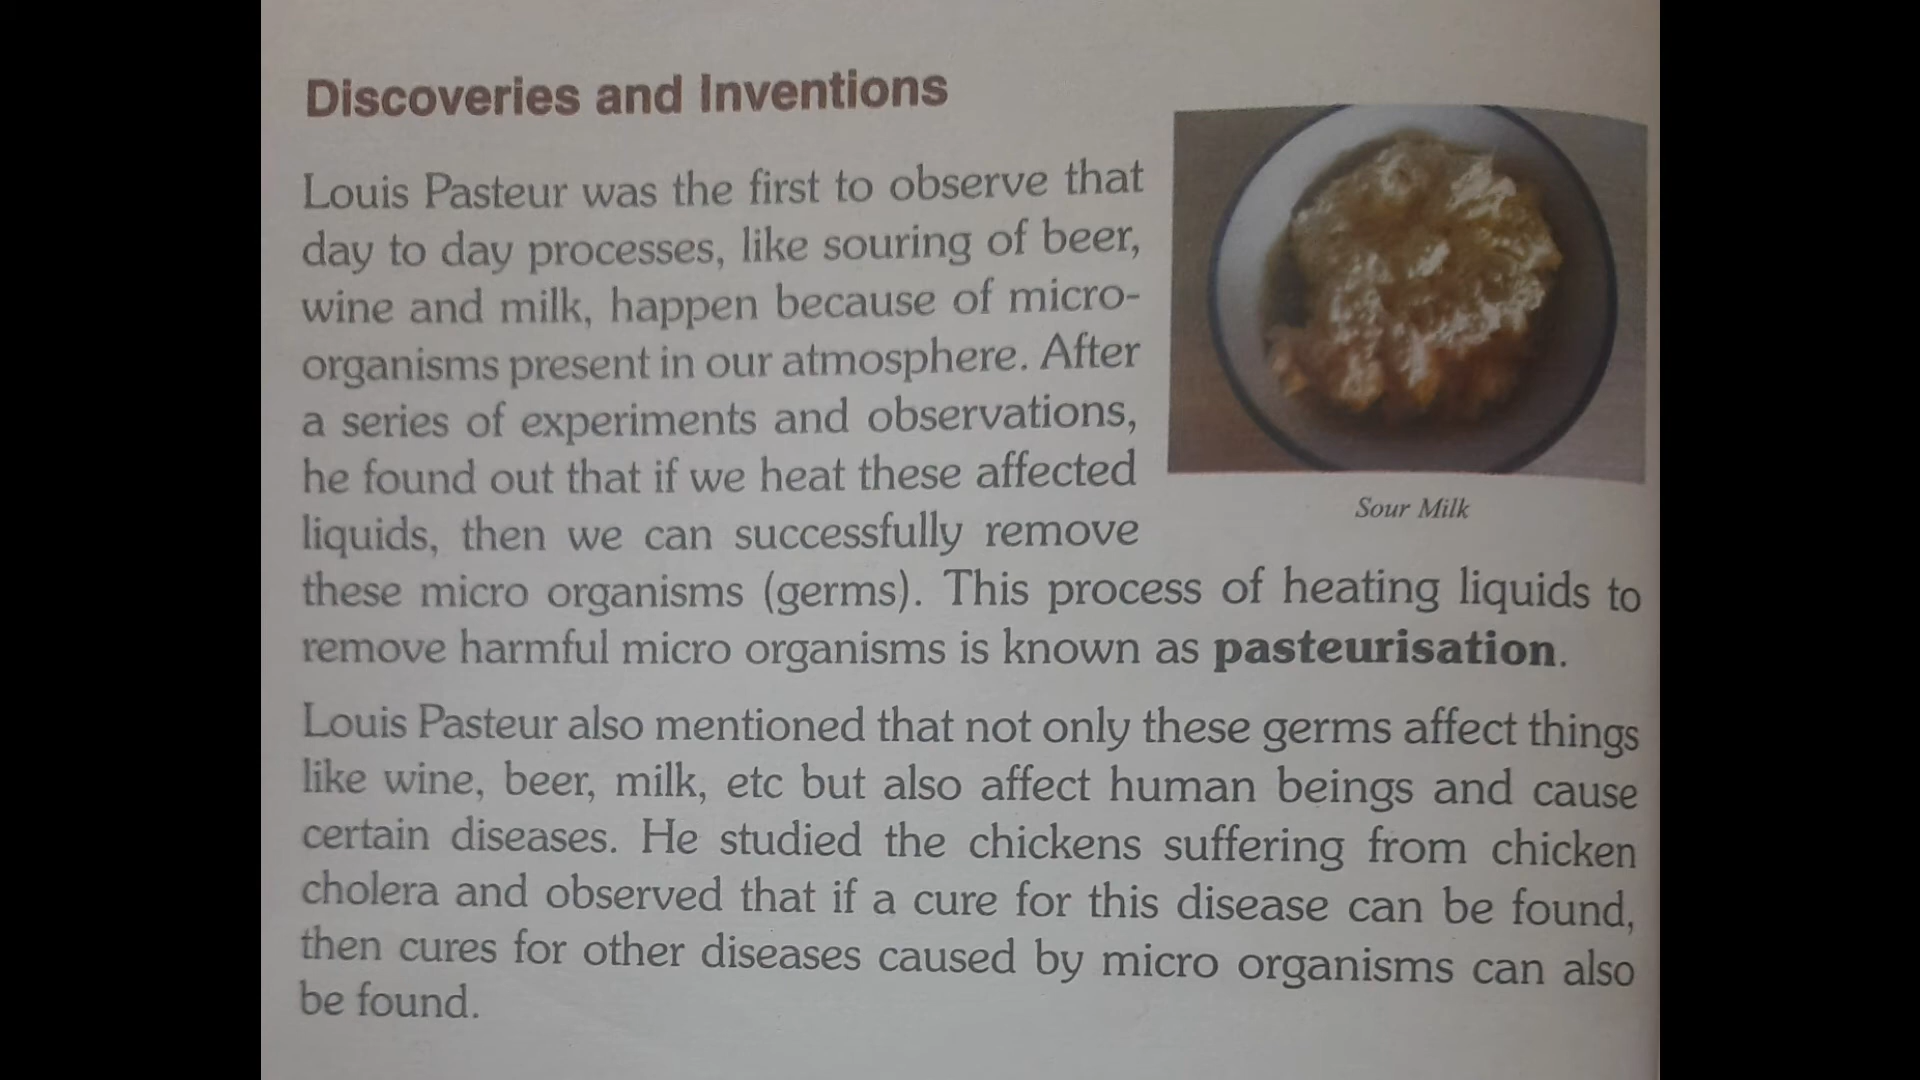 Discoveries and Inventions
Louis Pasteur was the first to observe that
day to day processes, like souring of beer,
wine and milk, happen because of micro-
organisms present in our atmosphere. After
a series of experiments and observations,
he found out that if we heat these affected
liquids, then we can successfully remove
these micro organisms (germs). This process of heating liquids to
remove harmful micro organisms is known as pasteurisation.
Sour Milk
Louis Pasteur also mentioned that not only these germs affect things
like wine, beer, milk, etc but also affect human beings and cause
certain diseases. He studied the chickens suffering from chicken
cholera and observed that if a cure for this disease can be found,
then cures for other diseases caused by micro organisms can also
be found.